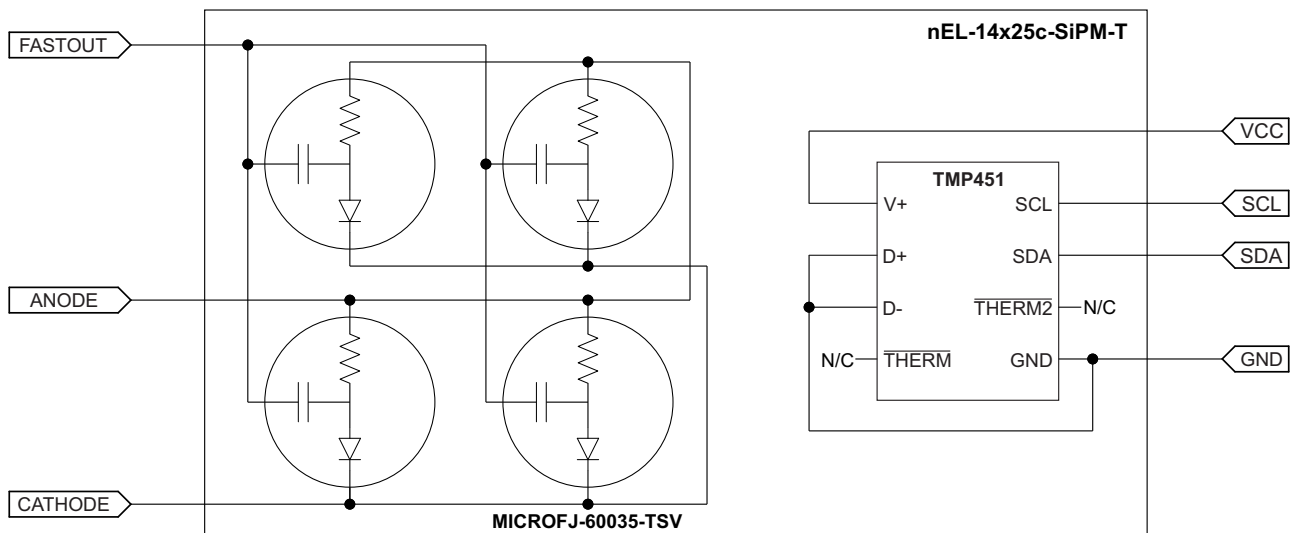 nEL-14x25c-SiPM-T
FASTOUT
ANODE
CATHODE
MICROFJ-60035-TSV
TMP451
V+ SCL
D+ SDA
D- THERM2 N/C
N/C THERM GND
VCC
SCL
SDA
GND